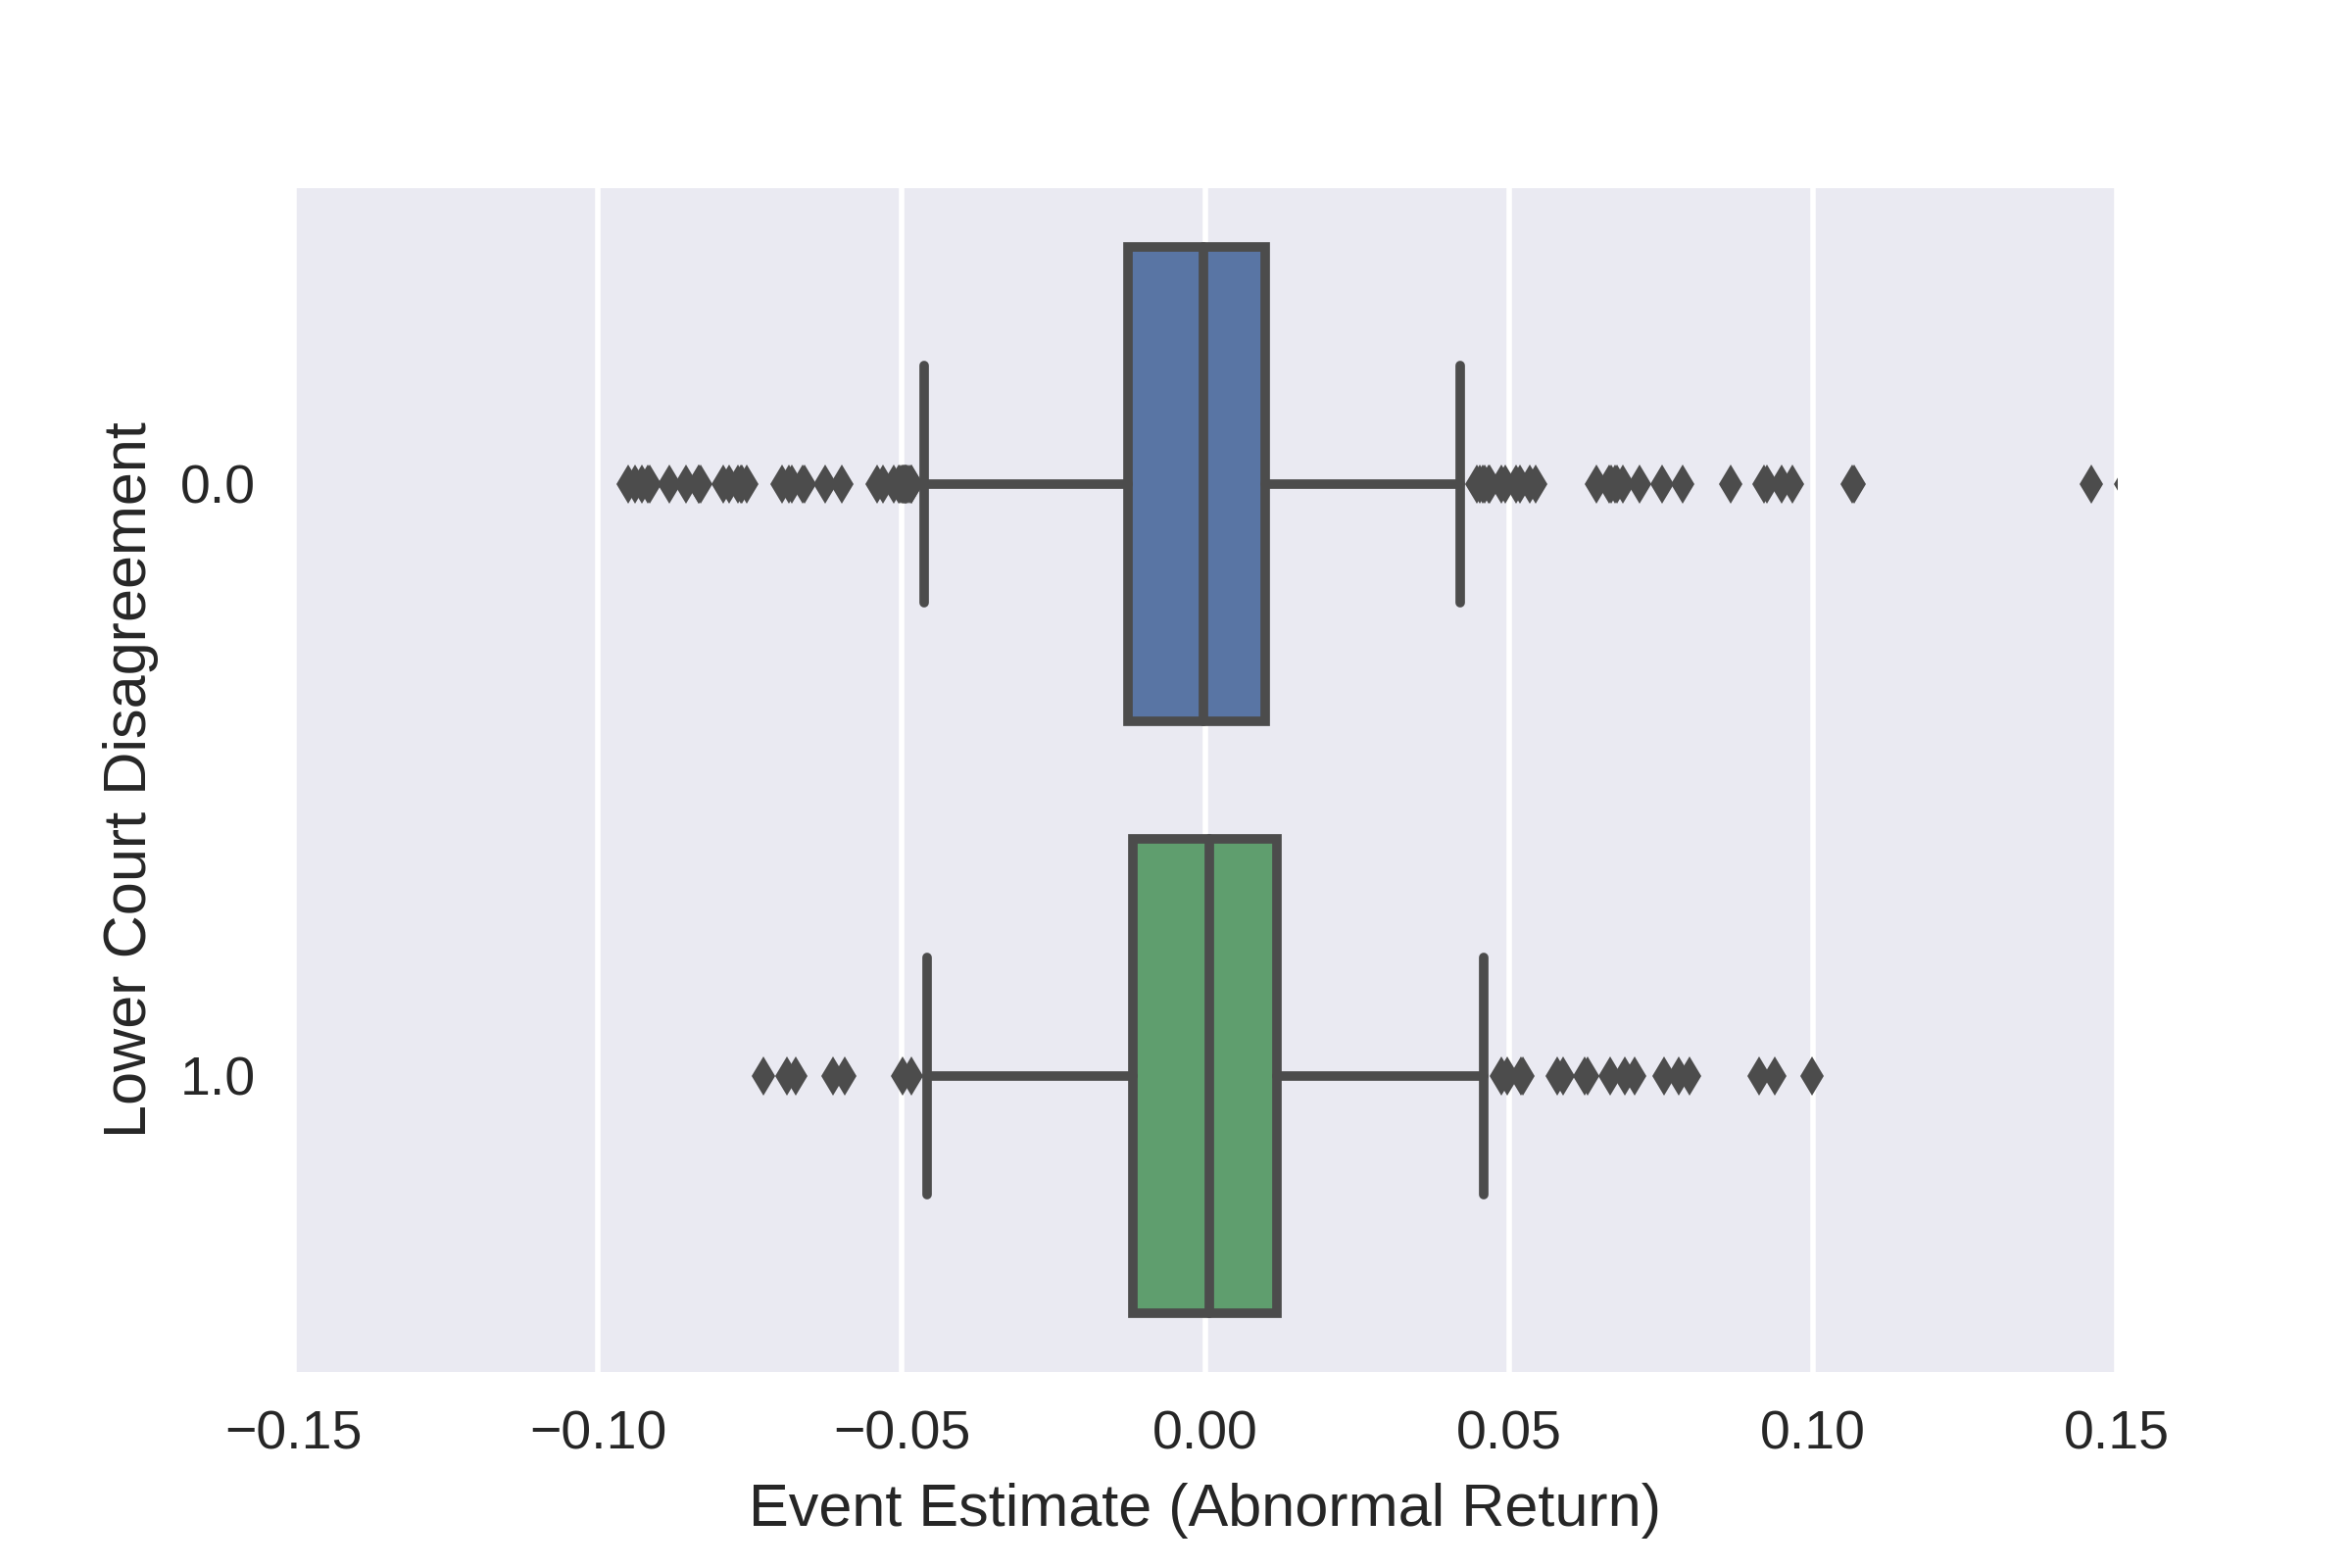 Lower Court Disagreement
0.0
1.0
−0.15 −0.10 −0.05 0.00 0.05 0.10 0.15
Event Estimate (Abnormal Return)